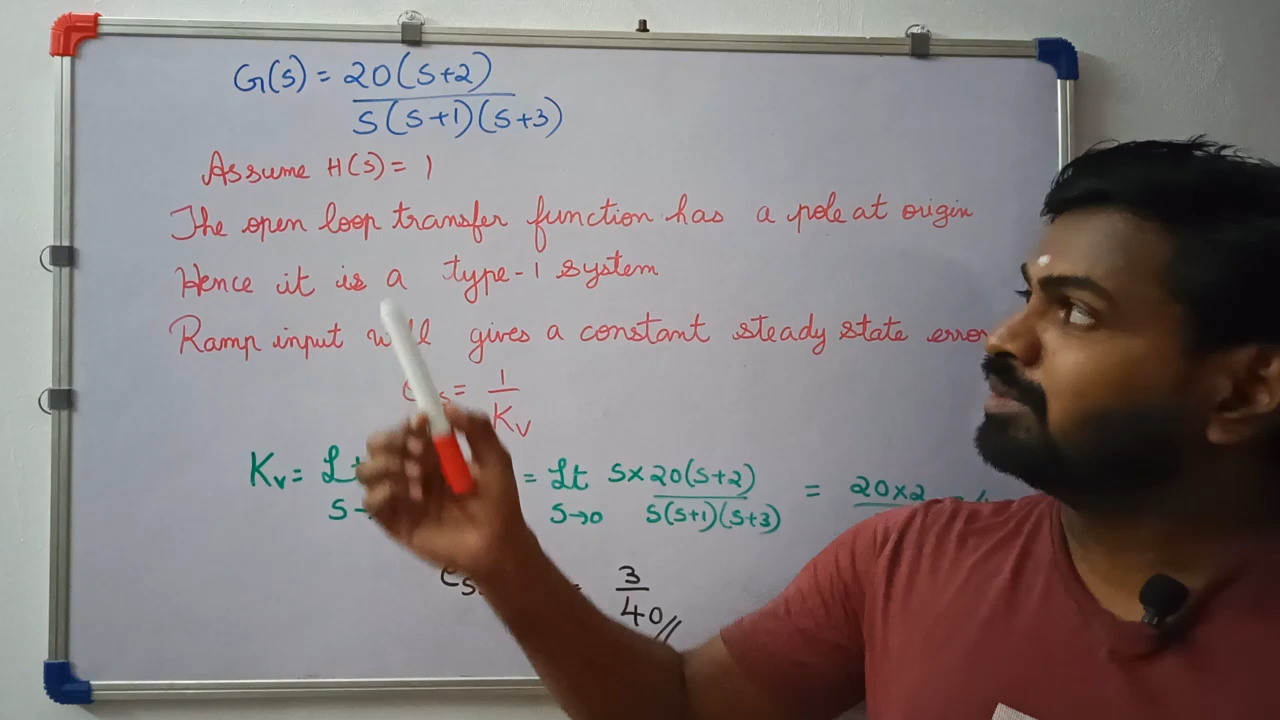 G(s) = 20(s+2)
s(s+1)(s+3)
Assume H(s) = 1
The open loop transfer function has a pole at origin
Hence it is a type-1 system
Ramp input will gives a constant steady state error
= 1
Kv
Kv = Lt = Lt s×20(s+2) = 20×2
s→0 s(s+1)(s+3)
= 3
40//